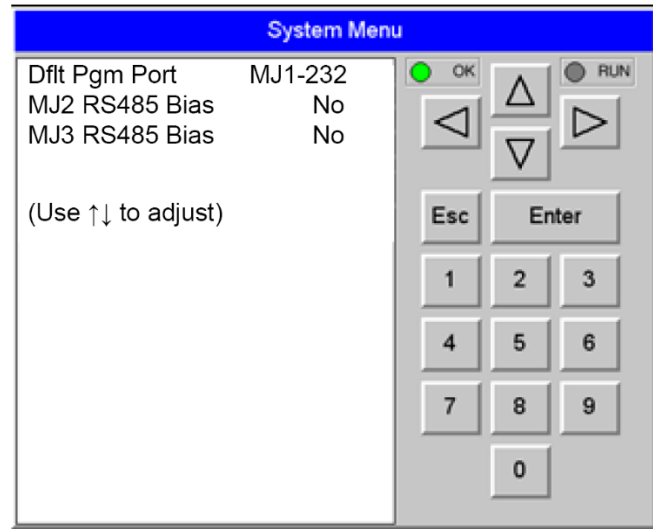 System Menu
Dflt Pgm Port MJ1-232
MJ2 RS485 Bias No
MJ3 RS485 Bias No
(Use ↑↓ to adjust)
OK RUN
Esc Enter
1 2 3
4 5 6
7 8 9
0